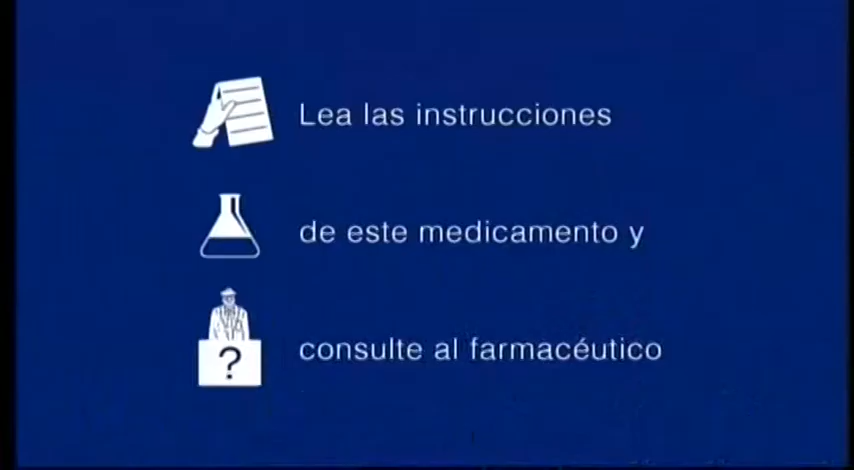 Lea las instrucciones
de este medicamento y
?
consulte al farmacéutico